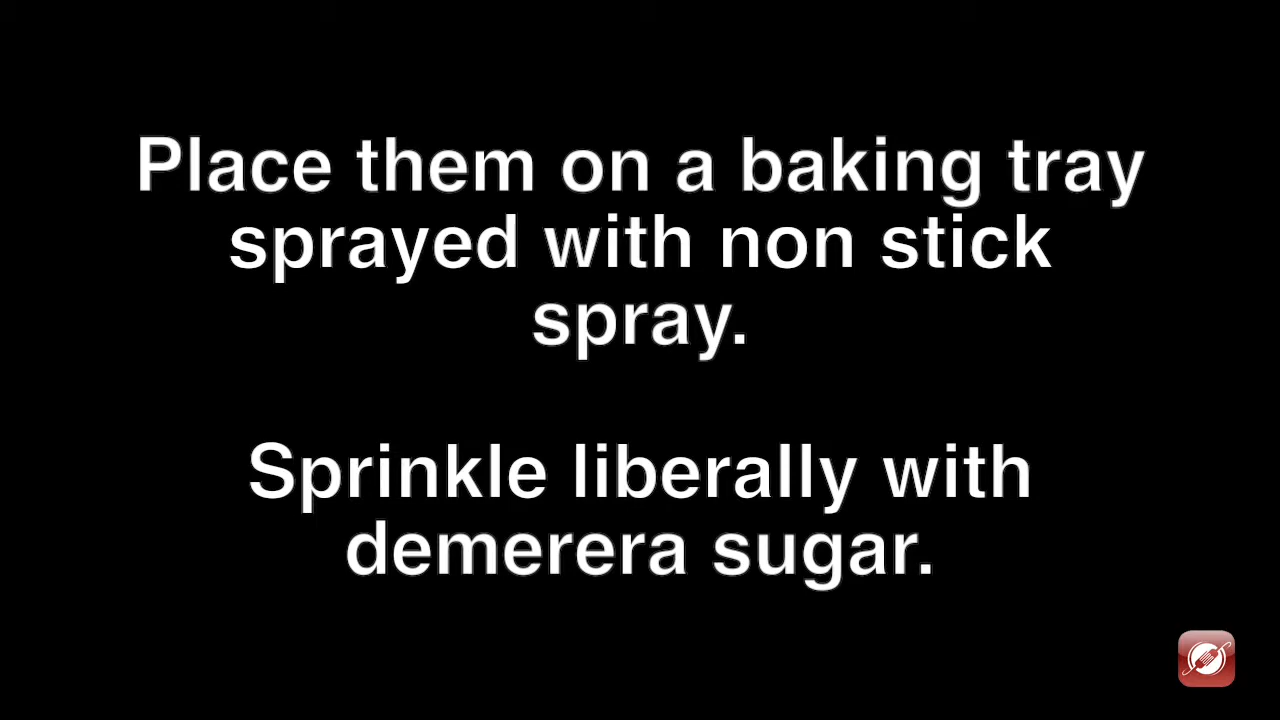 Place them on a baking tray
sprayed with non stick
spray.
Sprinkle liberally with
demerera sugar.